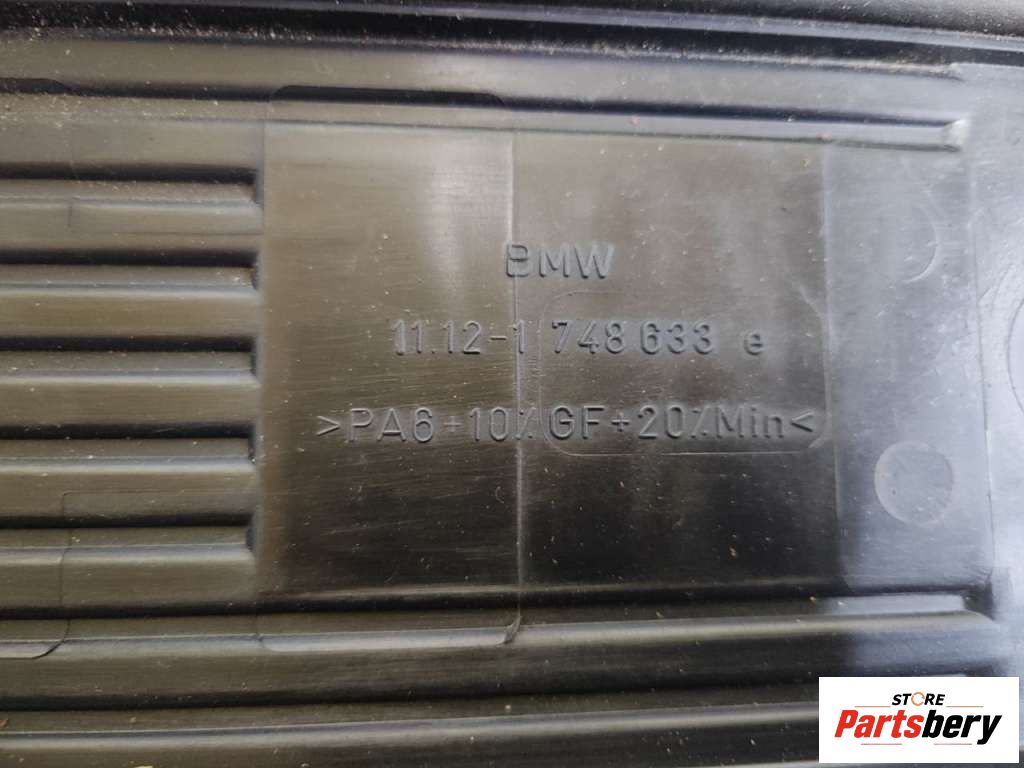 BMW
11.12-1 748 633 e
>PA6+10% GF+20%Min<
STORE
Partsbery